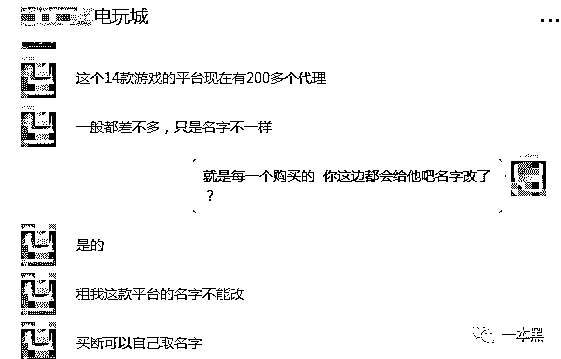 电玩城
...
这个14款游戏的平台现在有200多个代理
一般都差不多，只是名字不一样
就是每一个购买的 你这边都会给他吧名字改了
？
是的
租我这款平台的名字不能改
买断可以自己取名字
一本黑